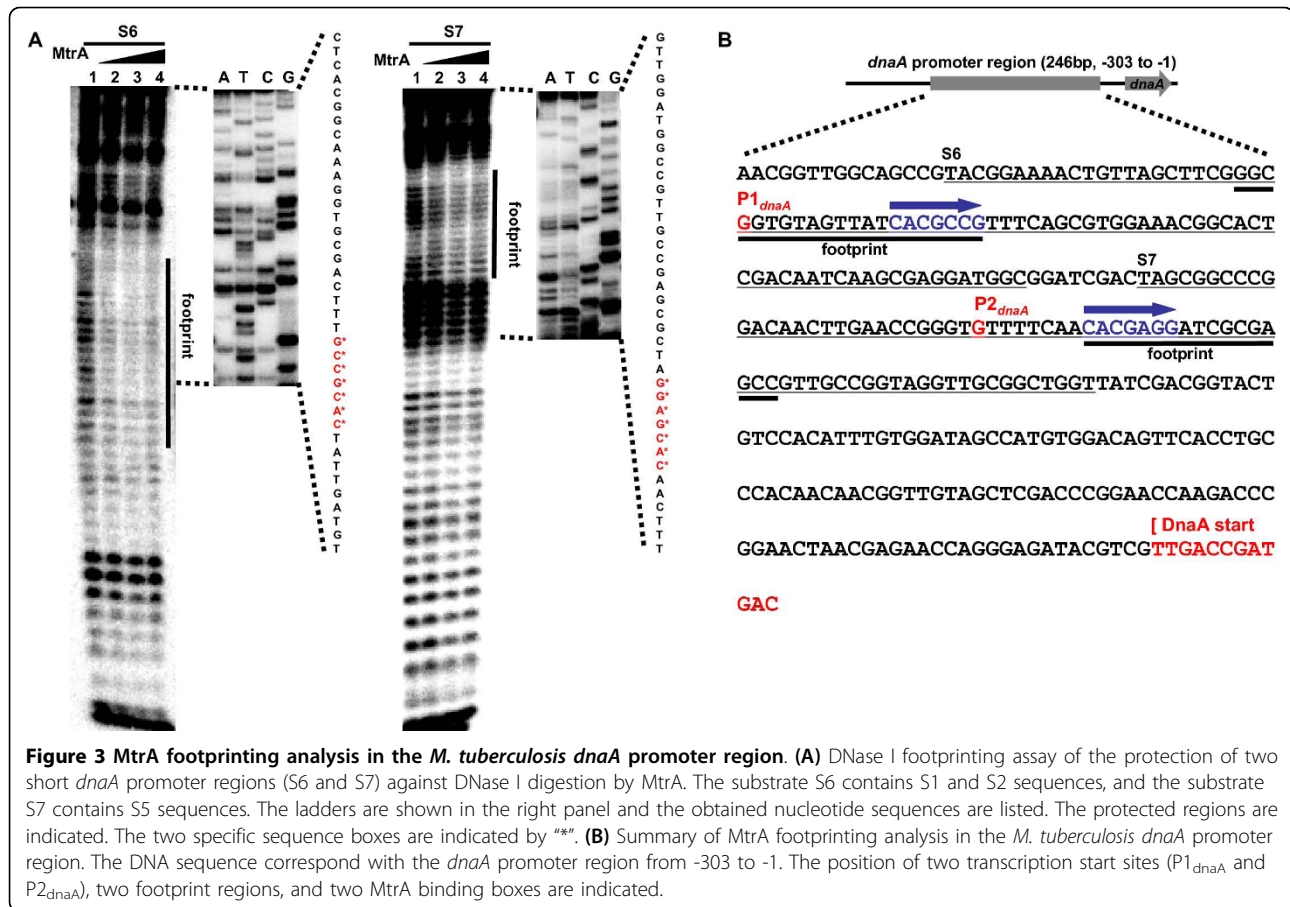 A
S6
MtrA
1 2 3 4
footprint
A T C G
CTCACGGCAAAGGTGCGACTTTG*C*C*G*C*A*C*TATTGATGT
S7
MtrA
1 2 3 4
footprint
A T C G
GTTGGATGGCCGTTGCCGAGCGCTAG*G*A*G*C*A*C*AACTTT
B
dnaA promoter region (246bp, -303 to -1)
dnaA
S6
AACGGTTGGCAGCCGTACGGAAAACTGTTAGCTTCGGGC
P1dnaA
GGTGTAGTTATCACGCCGTTTCAGCGTGGAAACGGCACT
footprint
S7
CGACAATCAAGCGAGGATGGCGGATCGACTAGCGGCCCG
P2dnaA
GACAACTTGAACCGGGTGTTTTCAACACGAGGATCGCGA
footprint
GCCGTTGCCGGTAGGTTGCGGCTGGTTATCGACGGTACT
GTCCACATTTGTGGATAGCCATGTGGACAGTTCACCTGC
CCACAACAACGGTTGTAGCTCGACCCGGAACCAAGACCC
[ DnaA start
GGAACTAACGAGAACCAGGGAGATACGTCGTTGACCGAT
GAC
Figure 3 MtrA footprinting analysis in the M. tuberculosis dnaA promoter region. (A) DNase I footprinting assay of the protection of two
short dnaA promoter regions (S6 and S7) against DNase I digestion by MtrA. The substrate S6 contains S1 and S2 sequences, and the substrate
S7 contains S5 sequences. The ladders are shown in the right panel and the obtained nucleotide sequences are listed. The protected regions are
indicated. The two specific sequence boxes are indicated by “*”. (B) Summary of MtrA footprinting analysis in the M. tuberculosis dnaA promoter
region. The DNA sequence correspond with the dnaA promoter region from -303 to -1. The position of two transcription start sites (P1dnaA and
P2dnaA), two footprint regions, and two MtrA binding boxes are indicated.